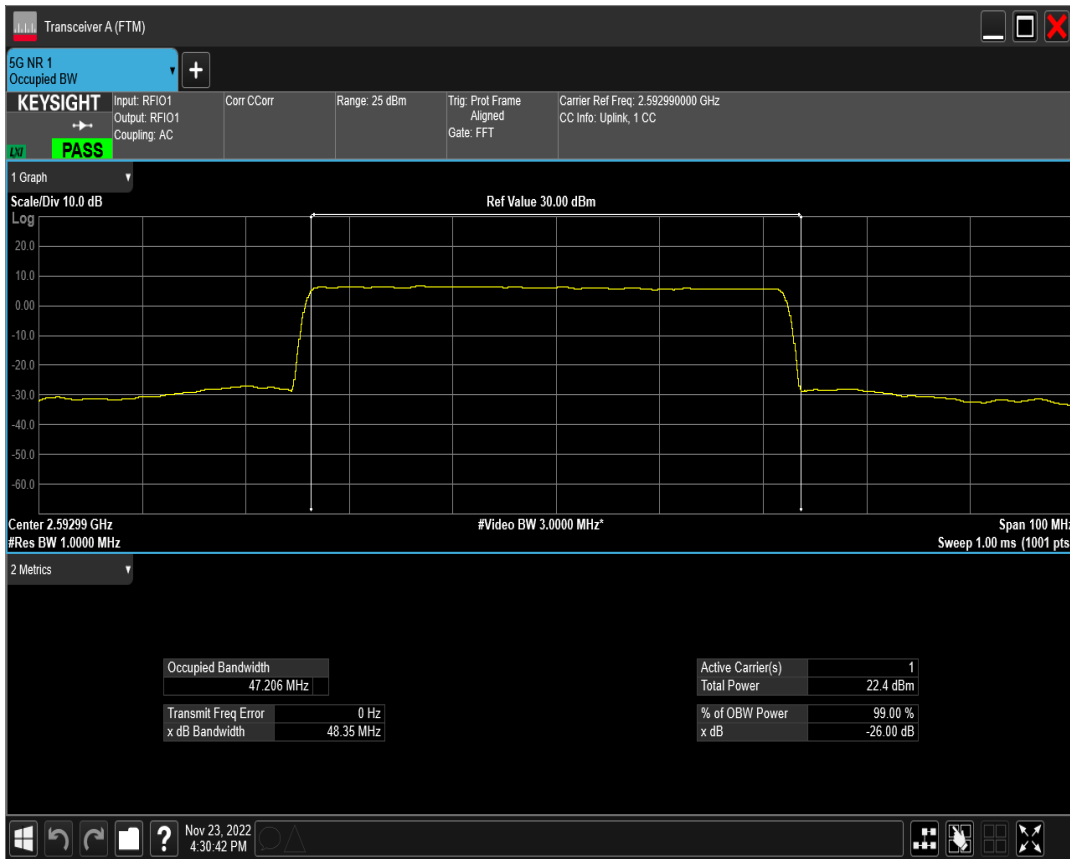 Transceiver A (FTM)
5G NR 1
Occupied BW
+
KEYSIGHT
LXI
PASS
Input: RFIO1
Output: RFIO1
Coupling: AC
Corr CCorr
Range: 25 dBm
Trig: Prot Frame
Aligned
Gate: FFT
Carrier Ref Freq: 2.592990000 GHz
CC Info: Uplink, 1 CC
1 Graph
Scale/Div 10.0 dB
Ref Value 30.00 dBm
Log
20.0
10.0
0.00
-10.0
-20.0
-30.0
-40.0
-50.0
-60.0
Center 2.59299 GHz
#Video BW 3.0000 MHz*
Span 100 MHz
#Res BW 1.0000 MHz
Sweep 1.00 ms (1001 pts
2 Metrics
Occupied Bandwidth
47.206 MHz
Transmit Freq Error 0 Hz
x dB Bandwidth 48.35 MHz
Active Carrier(s) 1
Total Power 22.4 dBm
% of OBW Power 99.00 %
x dB -26.00 dB
?
Nov 23, 2022
4:30:42 PM